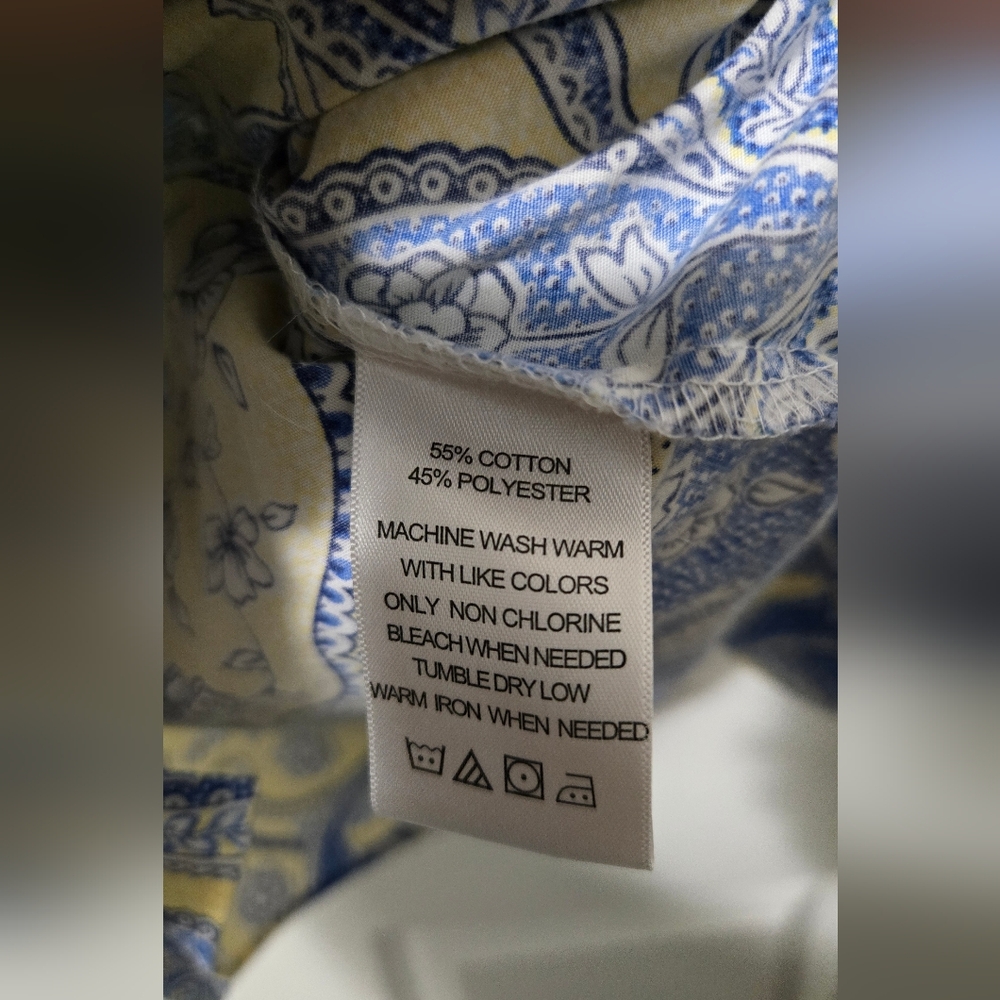 55% COTTON
45% POLYESTER
MACHINE WASH WARM
WITH LIKE COLORS
ONLY NON CHLORINE
BLEACH WHEN NEEDED
TUMBLE DRY LOW
WARM IRON WHEN NEEDED